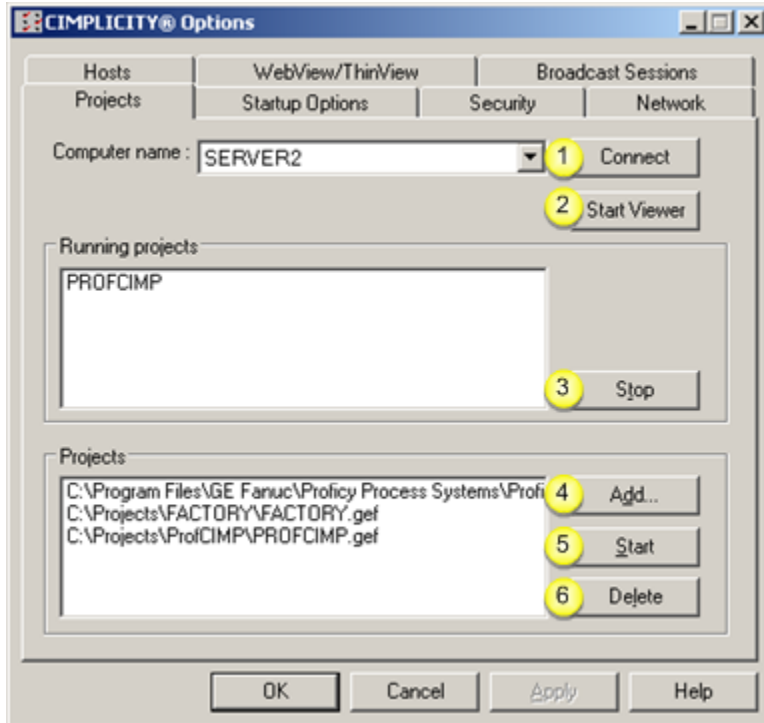 CIMPLICITY® Options
Hosts WebView/ThinView Broadcast Sessions
Projects Startup Options Security Network
Computer name : SERVER2 1 Connect
2 Start Viewer
Running projects
PROFCIMP
3 Stop
Projects
C:\Program Files\GE Fanuc\Proficy Process Systems\Profi 4 Add...
C:\Projects\FACTORY\FACTORY.gef
C:\Projects\ProfCIMP\PROFCIMP.gef
5 Start
6 Delete
OK Cancel Apply Help